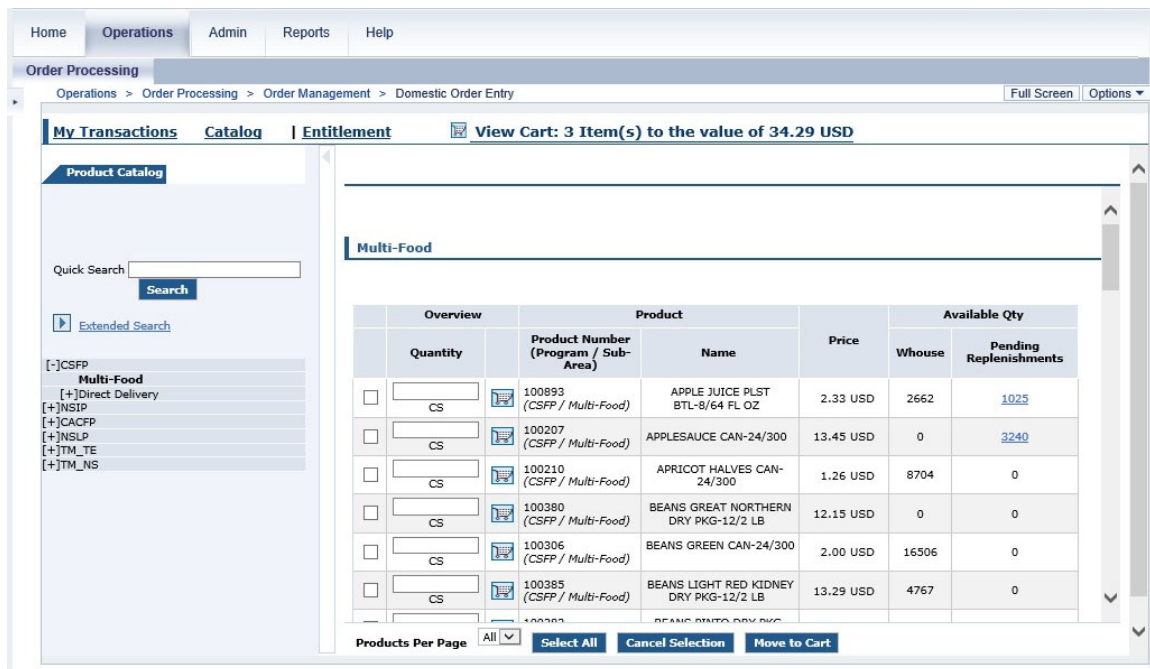 Home Operations Admin Reports Help
Order Processing
Operations > Order Processing > Order Management > Domestic Order Entry Full Screen Options
My Transactions Catalog | Entitlement View Cart: 3 Item(s) to the value of 34.29 USD
Product Catalog
Multi-Food
Quick Search
Search
Extended Search
[-]CSFP
Multi-Food
[+]Direct Delivery
[+]NSIP
[+]CACFP
[+]NSLP
[+]TM_TE
[+]TM_NS
Overview Product Price Available Qty
Quantity Product Number (Program / Sub-Area) Name Whouse Pending Replenishments
CS 100893 (CSFP / Multi-Food) APPLE JUICE PLST BTL-8/64 FL OZ 2.33 USD 2662 1025
CS 100207 (CSFP / Multi-Food) APPLESAUCE CAN-24/300 13.45 USD 0 3240
CS 100210 (CSFP / Multi-Food) APRICOT HALVES CAN-24/300 1.26 USD 8704 0
CS 100380 (CSFP / Multi-Food) BEANS GREAT NORTHERN DRY PKG-12/2 LB 12.15 USD 0 0
CS 100306 (CSFP / Multi-Food) BEANS GREEN CAN-24/300 2.00 USD 16506 0
CS 100385 (CSFP / Multi-Food) BEANS LIGHT RED KIDNEY DRY PKG-12/2 LB 13.29 USD 4767 0
Products Per Page All Select All Cancel Selection Move to Cart